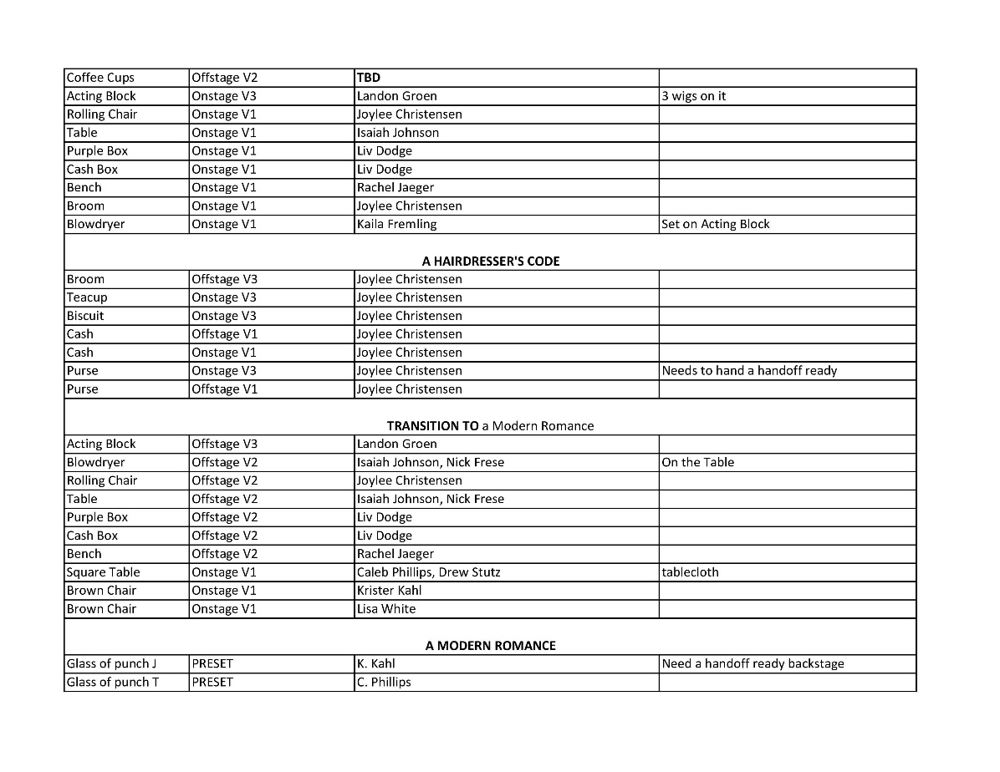 Coffee Cups Offstage V2 TBD
Acting Block Onstage V3 Landon Groen 3 wigs on it
Rolling Chair Onstage V1 Joylee Christensen
Table Onstage V1 Isaiah Johnson
Purple Box Onstage V1 Liv Dodge
Cash Box Onstage V1 Liv Dodge
Bench Onstage V1 Rachel Jaeger
Broom Onstage V1 Joylee Christensen
Blowdryer Onstage V1 Kaila Fremling Set on Acting Block
A HAIRDRESSER'S CODE
Broom Offstage V3 Joylee Christensen
Teacup Onstage V3 Joylee Christensen
Biscuit Onstage V3 Joylee Christensen
Cash Offstage V1 Joylee Christensen
Cash Onstage V1 Joylee Christensen
Purse Onstage V3 Joylee Christensen Needs to hand a handoff ready
Purse Offstage V1 Joylee Christensen
TRANSITION TO a Modern Romance
Acting Block Offstage V3 Landon Groen
Blowdryer Offstage V2 Isaiah Johnson, Nick Frese On the Table
Rolling Chair Offstage V2 Joylee Christensen
Table Offstage V2 Isaiah Johnson, Nick Frese
Purple Box Offstage V2 Liv Dodge
Cash Box Offstage V2 Liv Dodge
Bench Offstage V2 Rachel Jaeger
Square Table Onstage V1 Caleb Phillips, Drew Stutz tablecloth
Brown Chair Onstage V1 Krister Kahl
Brown Chair Onstage V1 Lisa White
A MODERN ROMANCE
Glass of punch J PRESET K. Kahl Need a handoff ready backstage
Glass of punch T PRESET C. Phillips